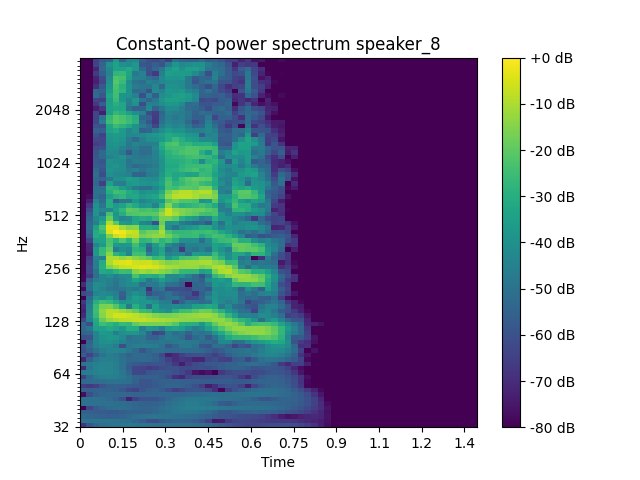 Constant-Q power spectrum speaker_8
Hz
2048
1024
512
256
128
64
32
0 0.15 0.3 0.45 0.6 0.75 0.9 1.1 1.2 1.4
Time
+0 dB
-10 dB
-20 dB
-30 dB
-40 dB
-50 dB
-60 dB
-70 dB
-80 dB